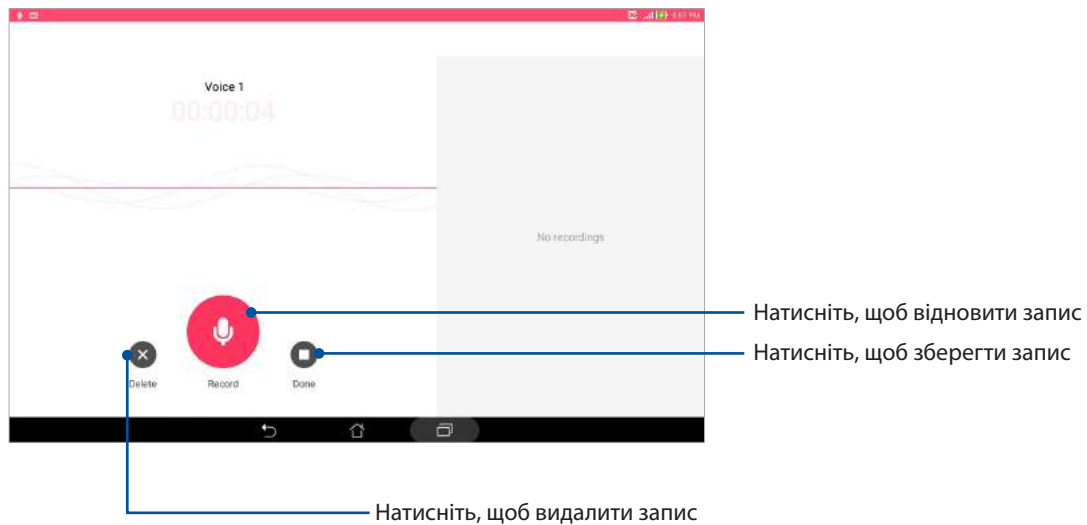 Voice 1
00:00:04
No recordings
Натисніть, щоб відновити запис
Натисніть, щоб зберегти запис
Delete
Record
Done
Натисніть, щоб видалити запис